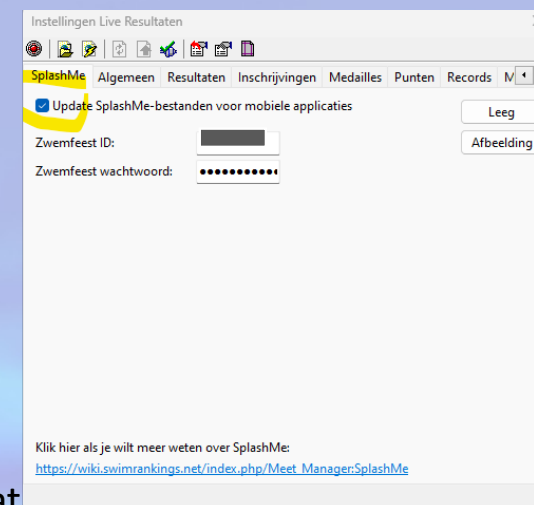 Instellingen Live Resultaten
SplashMe Algemeen Resultaten Inschrijvingen Medailles Punten Records M
Update SplashMe-bestanden voor mobiele applicaties
Leeg
Zwemfeest ID:
Afbeelding
Zwemfeest wachtwoord: ●●●●●●●●●●●
Klik hier als je wilt meer weten over SplashMe:
https://wiki.swimrankings.net/index.php/Meet_Manager:SplashMe
at